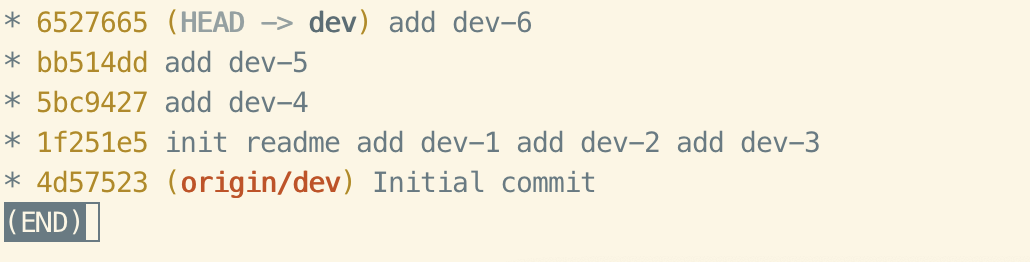 * 6527665 (HEAD -> dev) add dev-6
* bb514dd add dev-5
* 5bc9427 add dev-4
* 1f251e5 init readme add dev-1 add dev-2 add dev-3
* 4d57523 (origin/dev) Initial commit
(END)